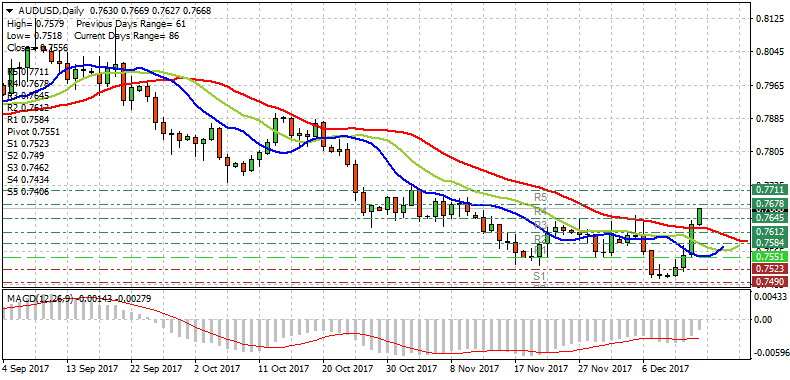 AUDUSD,Daily 0.7630 0.7669 0.7627 0.7668
High= 0.7579 Previous Days Range= 61
Low= 0.7518 Current Days Range= 86
Close= 0.7556
R5 0.7711
R4 0.7678
R3 0.7645
R2 0.7612
R1 0.7584
Pivot 0.7551
S1 0.7523
S2 0.749
S3 0.7462
S4 0.7434
S5 0.7406
R5
R4
R3
R2
R1
S1
0.8125
0.8045
0.7965
0.7885
0.7805
0.7711
0.7678
0.7645
0.7612
0.7584
0.7551
0.7523
0.7490
MACD(12,26,9) -0.00143 -0.00279
0.00433
0.00
-0.00596
4 Sep 2017
13 Sep 2017
22 Sep 2017
2 Oct 2017
11 Oct 2017
20 Oct 2017
30 Oct 2017
8 Nov 2017
17 Nov 2017
27 Nov 2017
6 Dec 2017